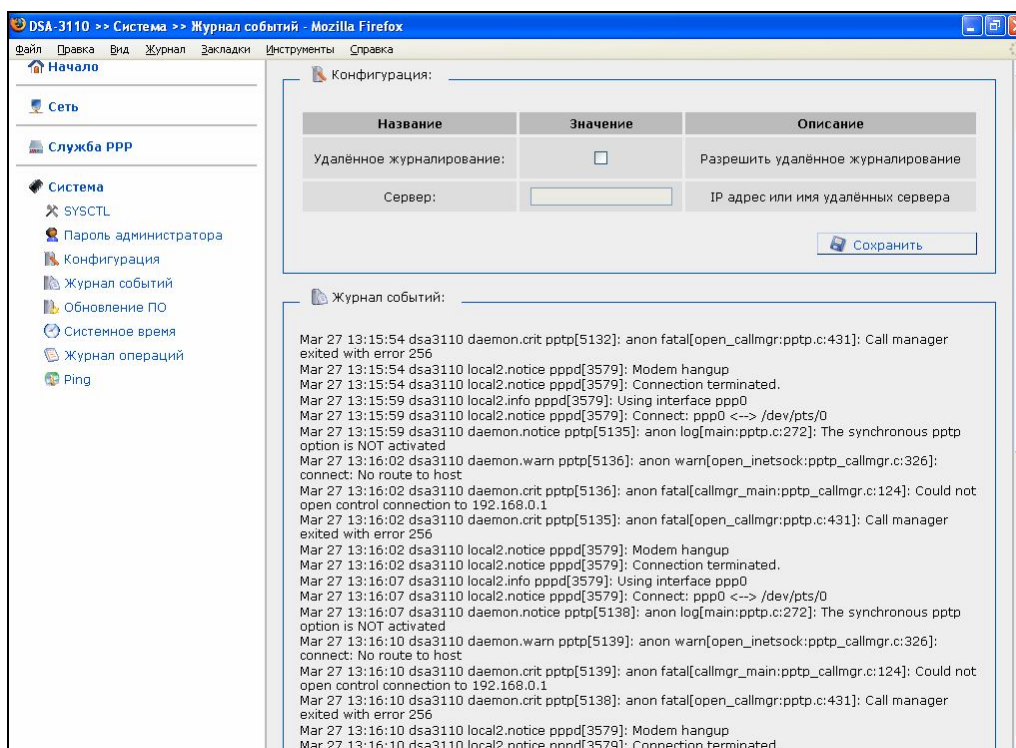 DSA-3110 >> Система >> Журнал событий - Mozilla Firefox
Файл Правка Вид Журнал Закладки Инструменты Справка
Начало
Сеть
Служба PPP
Система
SYSCTL
Пароль администратора
Конфигурация
Журнал событий
Обновление ПО
Системное время
Журнал операций
Ping
Конфигурация:
Название Значение Описание
Удалённое журналирование: Разрешить удалённое журналирование
Сервер: IP адрес или имя удалённых сервера
Сохранить
Журнал событий:
Mar 27 13:15:54 dsa3110 daemon.crit pptp[5132]: anon fatal[open_callmgr:pptp.c:431]: Call manager
exited with error 256
Mar 27 13:15:54 dsa3110 local2.notice pppd[3579]: Modem hangup
Mar 27 13:15:54 dsa3110 local2.notice pppd[3579]: Connection terminated.
Mar 27 13:15:59 dsa3110 local2.info pppd[3579]: Using interface ppp0
Mar 27 13:15:59 dsa3110 local2.notice pppd[3579]: Connect: ppp0 <--> /dev/pts/0
Mar 27 13:15:59 dsa3110 daemon.notice pptp[5135]: anon log[main:pptp.c:272]: The synchronous pptp
option is NOT activated
Mar 27 13:16:02 dsa3110 daemon.warn pptp[5136]: anon warn[open_inetsock:pptp_callmgr.c:326]:
connect: No route to host
Mar 27 13:16:02 dsa3110 daemon.crit pptp[5136]: anon fatal[callmgr_main:pptp_callmgr.c:124]: Could not
open control connection to 192.168.0.1
Mar 27 13:16:02 dsa3110 daemon.crit pptp[5135]: anon fatal[open_callmgr:pptp.c:431]: Call manager
exited with error 256
Mar 27 13:16:02 dsa3110 local2.notice pppd[3579]: Modem hangup
Mar 27 13:16:02 dsa3110 local2.notice pppd[3579]: Connection terminated.
Mar 27 13:16:07 dsa3110 local2.info pppd[3579]: Using interface ppp0
Mar 27 13:16:07 dsa3110 local2.notice pppd[3579]: Connect: ppp0 <--> /dev/pts/0
Mar 27 13:16:07 dsa3110 daemon.notice pptp[5138]: anon log[main:pptp.c:272]: The synchronous pptp
option is NOT activated
Mar 27 13:16:10 dsa3110 daemon.warn pptp[5139]: anon warn[open_inetsock:pptp_callmgr.c:326]:
connect: No route to host
Mar 27 13:16:10 dsa3110 daemon.crit pptp[5139]: anon fatal[callmgr_main:pptp_callmgr.c:124]: Could not
open control connection to 192.168.0.1
Mar 27 13:16:10 dsa3110 daemon.crit pptp[5138]: anon fatal[open_callmgr:pptp.c:431]: Call manager
exited with error 256
Mar 27 13:16:10 dsa3110 local2.notice pppd[3579]: Modem hangup
Mar 27 13:16:10 dsa3110 local2.notice pppd[3579]: Connection terminated.